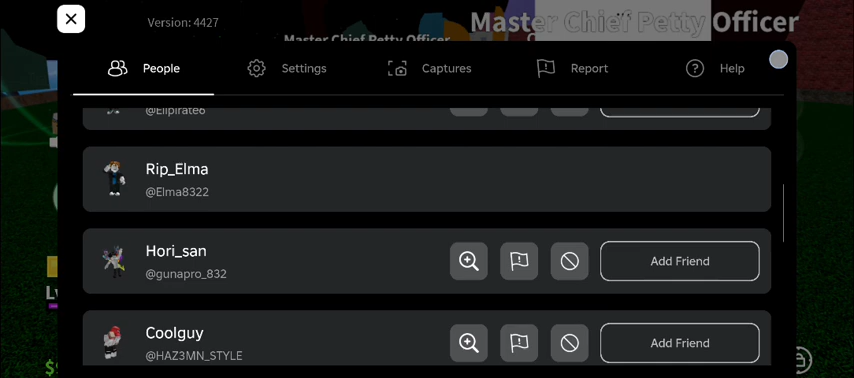 Version: 4427
Master Chief Petty Officer
Master Chief Petty Officer
People
Settings
Captures
Report
Help
@Elipirate6
Rip_Elma
@Elma8322
Hori_san
@gunapro_832
Add Friend
Coolguy
@HAZ3MN_STYLE
Add Friend